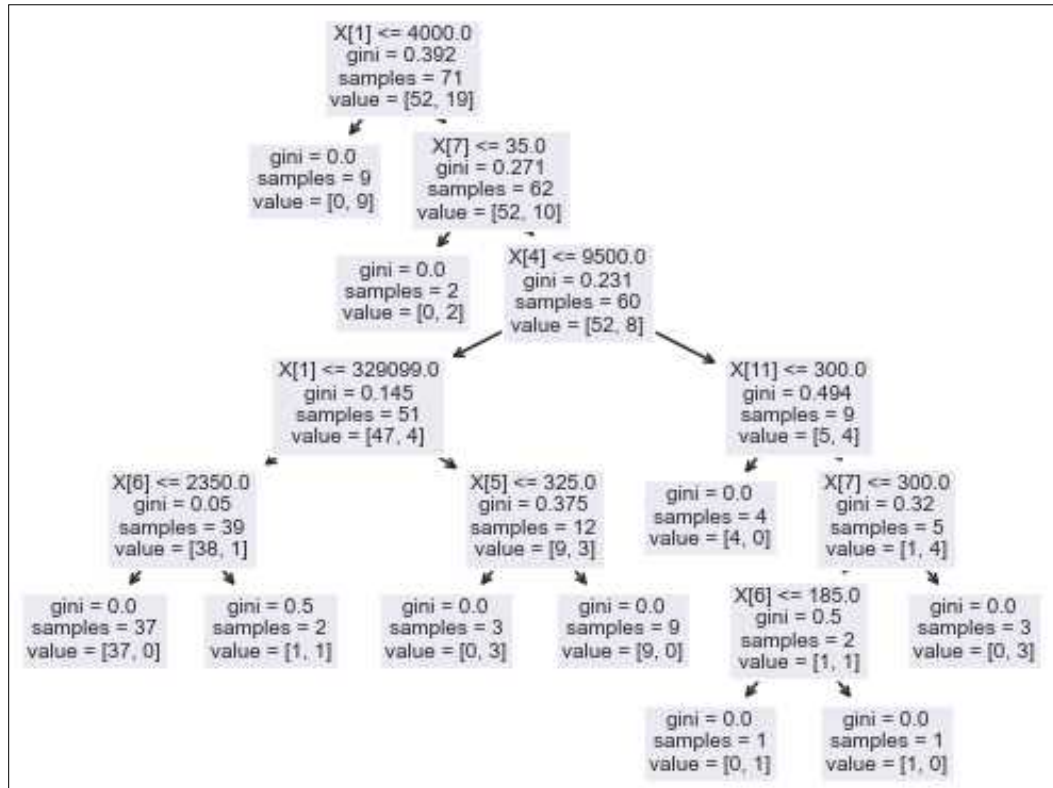 X[1] <= 4000.0
gini = 0.392
samples = 71
value = [52, 19]
gini = 0.0
samples = 9
value = [0, 9]
X[7] <= 35.0
gini = 0.271
samples = 62
value = [52, 10]
gini = 0.0
samples = 2
value = [0, 2]
X[4] <= 9500.0
gini = 0.231
samples = 60
value = [52, 8]
X[1] <= 329099.0
gini = 0.145
samples = 51
value = [47, 4]
X[11] <= 300.0
gini = 0.494
samples = 9
value = [5, 4]
X[6] <= 2350.0
gini = 0.05
samples = 39
value = [38, 1]
X[5] <= 325.0
gini = 0.375
samples = 12
value = [9, 3]
gini = 0.0
samples = 4
value = [4, 0]
X[7] <= 300.0
gini = 0.32
samples = 5
value = [1, 4]
gini = 0.0
samples = 37
value = [37, 0]
gini = 0.5
samples = 2
value = [1, 1]
gini = 0.0
samples = 3
value = [0, 3]
gini = 0.0
samples = 9
value = [9, 0]
X[6] <= 185.0
gini = 0.5
samples = 2
value = [1, 1]
gini = 0.0
samples = 3
value = [0, 3]
gini = 0.0
samples = 1
value = [0, 1]
gini = 0.0
samples = 1
value = [1, 0]